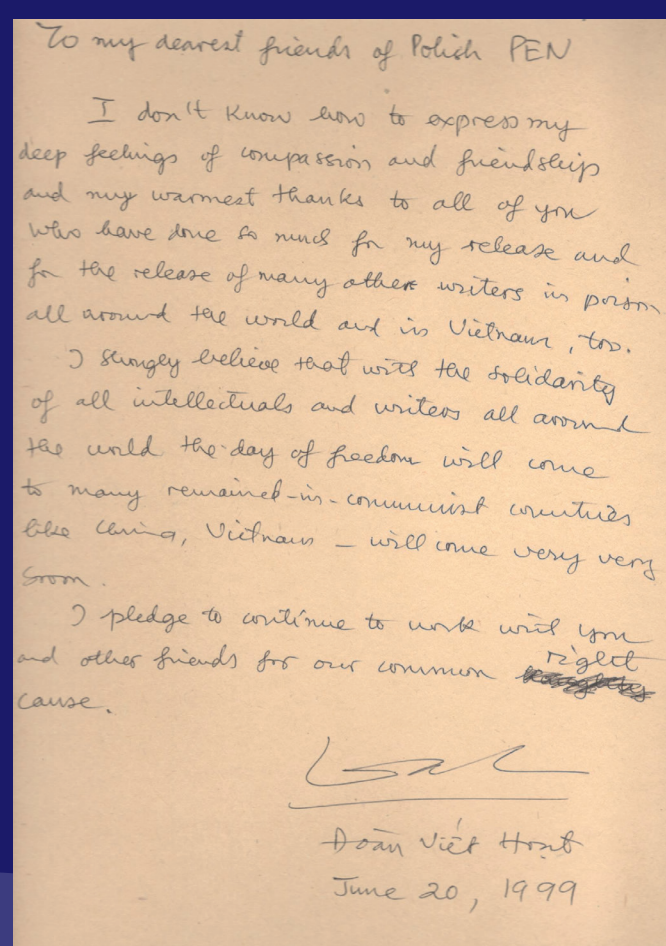 To my dearest friends of Polish PEN
I don't know how to express my
deep feelings of compassion and friendship
and my warmest thanks to all of you
who have done so much for my release and
for the release of many others writers in poison
all around the world and in Vietnam, too.
I strongly believe that with the solidarity
of all intellectuals and writers all around
the world the day of freedom will come
to many remained-in-communist countries
like China, Vietnam – will come very very
soon.
I pledge to continue to work with you
and other friends for our common right
cause.
Đoàn Viết Hoạt
June 20, 1999